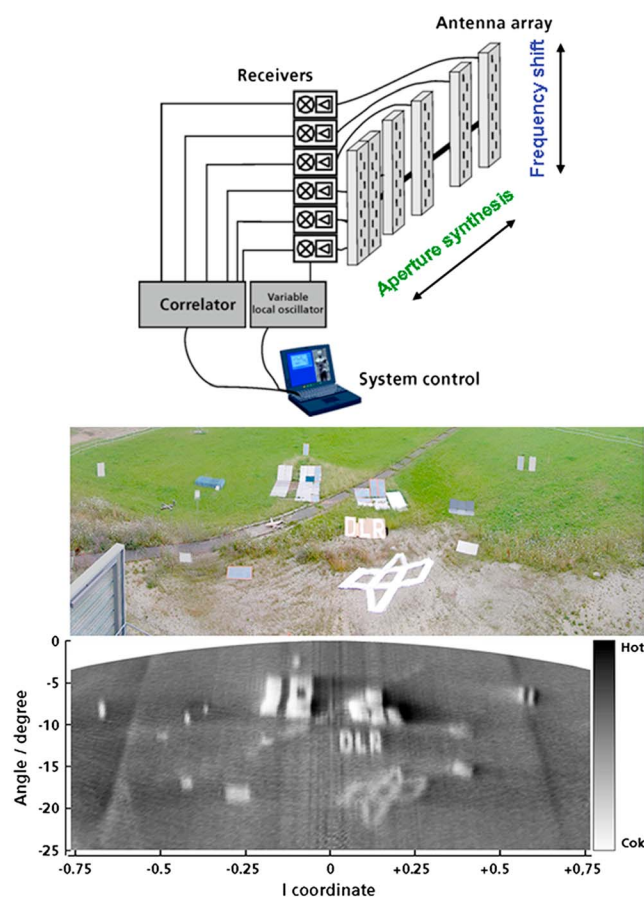 Antenna array
Receivers
Frequency shift
Aperture synthesis
Correlator
Variable
local oscillator
System control
DLR
0
-5
-10
-15
-20
-25
Angle / degree
DLR
Hot
Cok
-0.75
-0.5
-0.25
0
+0.25
+0.5
+0.75
l coordinate